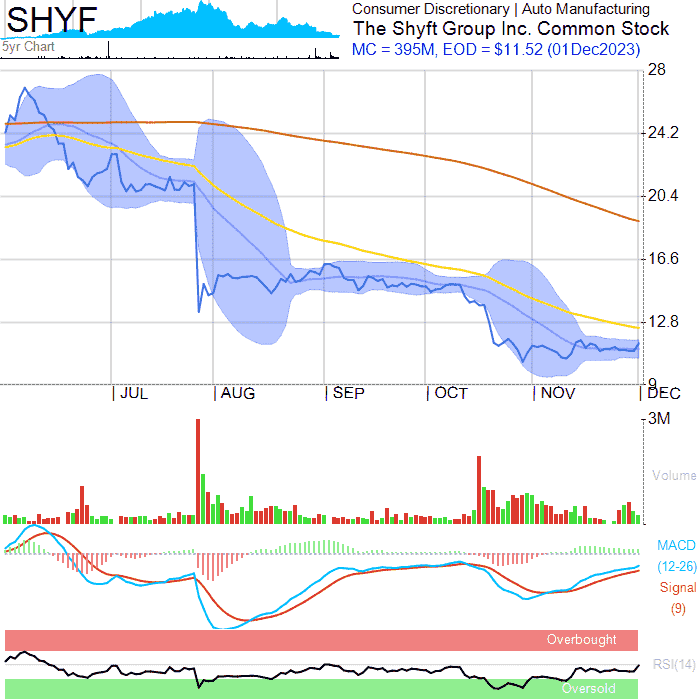 SHYF
5yr Chart
Consumer Discretionary | Auto Manufacturing
The Shyft Group Inc. Common Stock
MC = 395M, EOD = $11.52 (01Dec2023)
28
24.2
20.4
16.6
12.8
9
JUL
AUG
SEP
OCT
NOV
DEC
3M
Volume
MACD
(12-26)
Signal
(9)
Overbought
RSI(14)
Oversold